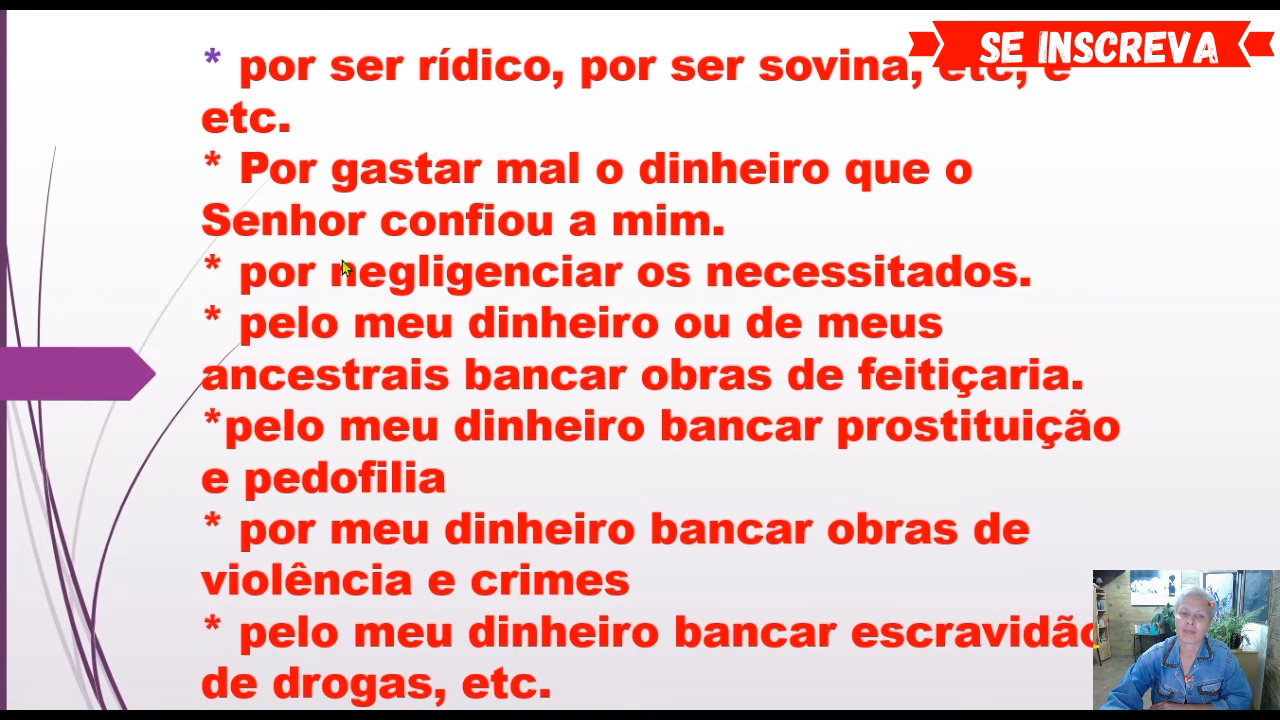 * por ser rídico, por ser sovina, etc, e
SE INSCREVA
etc.
* Por gastar mal o dinheiro que o
Senhor confiou a mim.
* por negligenciar os necessitados.
* pelo meu dinheiro ou de meus
ancestrais bancar obras de feitiçaria.
*pelo meu dinheiro bancar prostituição
e pedofilia
* por meu dinheiro bancar obras de
violência e crimes
* pelo meu dinheiro bancar escravidão
de drogas, etc.